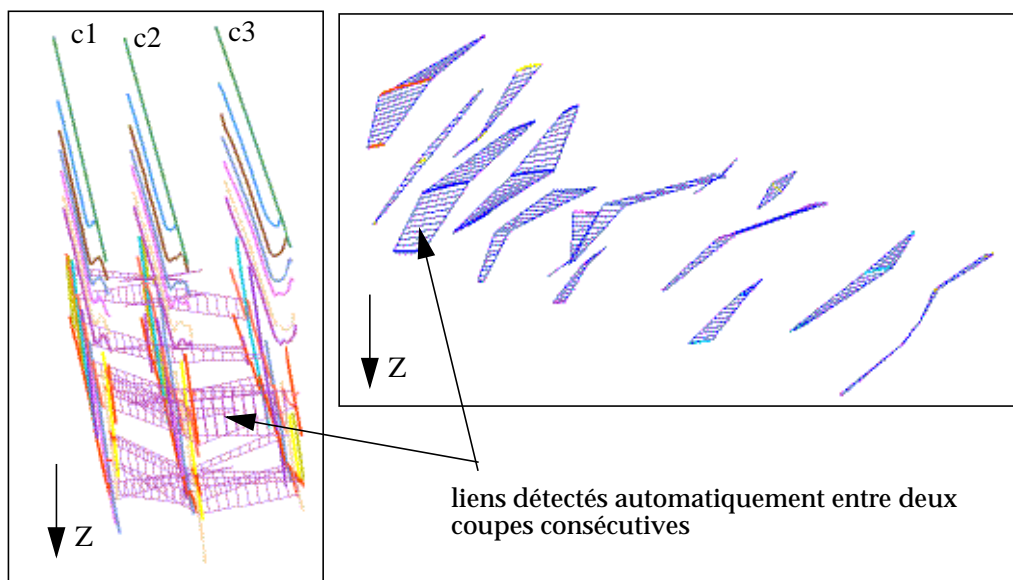 c1 c2 c3
Z
Z
liens détectés automatiquement entre deux
coupes consécutives